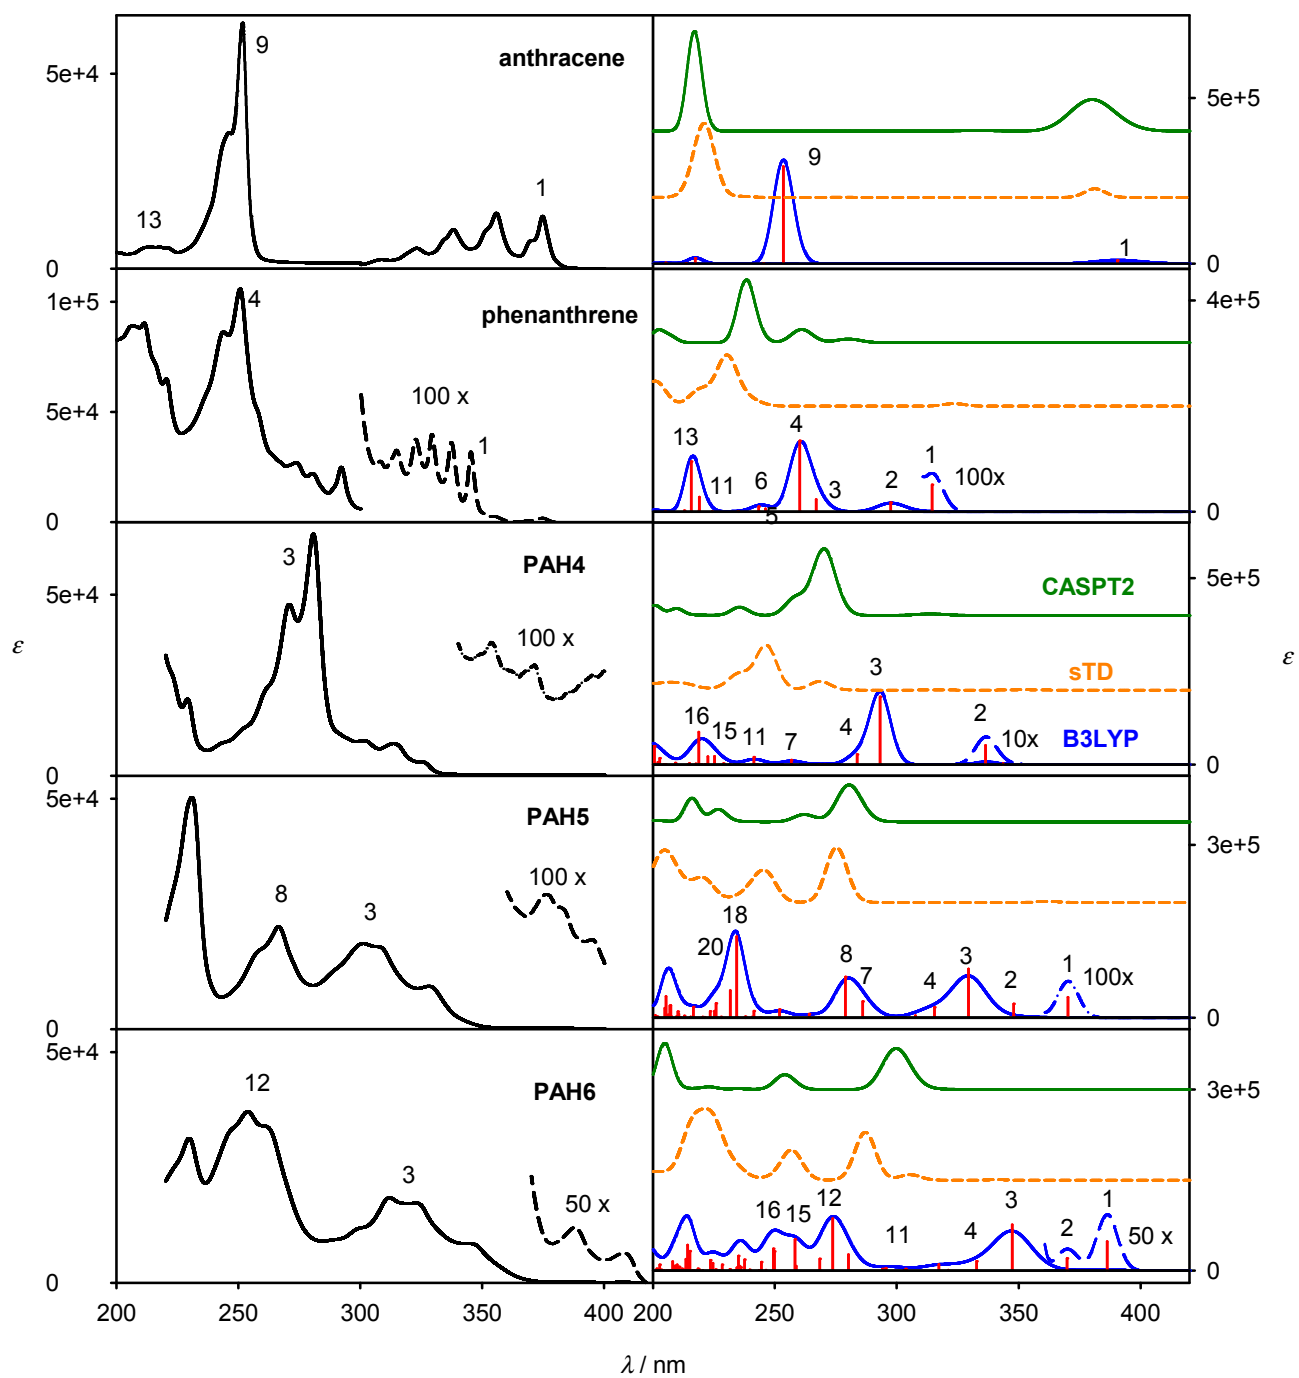 anthracene
5e+4
9
13
1
0
9
1
5e+5
0
phenanthrene
1e+5
4
100 x
1
5e+4
0
13
11
6
5
4
3
2
1
100x
4e+5
0
PAH4
3
5e+4
100 x
0
CASPT2
sTD
B3LYP
16
15
11
7
4
3
2
10x
5e+5
0
PAH5
5e+4
8
3
100 x
0
20
18
8
7
4
3
2
1
100x
3e+5
0
PAH6
5e+4
12
3
50 x
0
16
15
12
11
4
3
2
1
50 x
3e+5
0
ε
ε
200 250 300 350 400
200 250 300 350 400
λ / nm